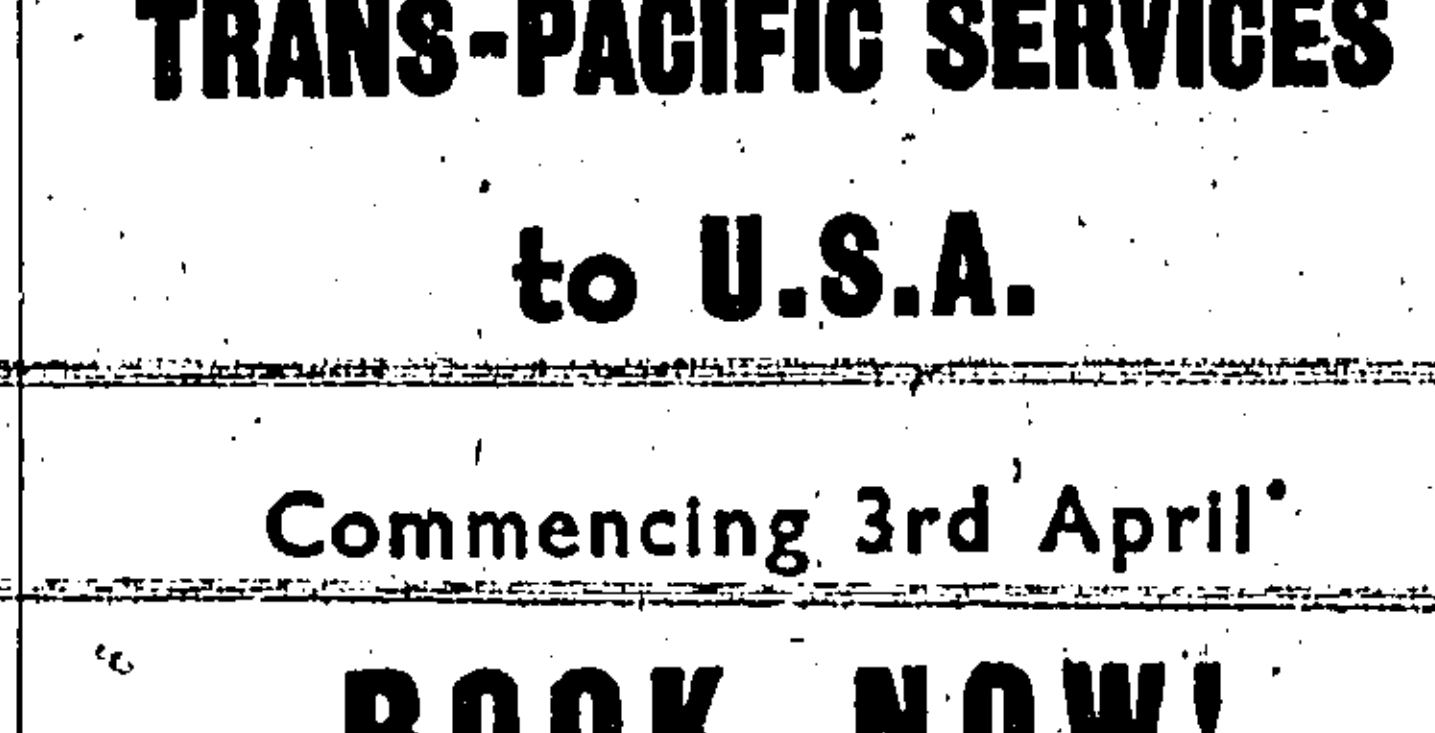 TRANS-PACIFIC SERVICES
to U.S.A.
Commencing 3rd April
BOOK NOW!